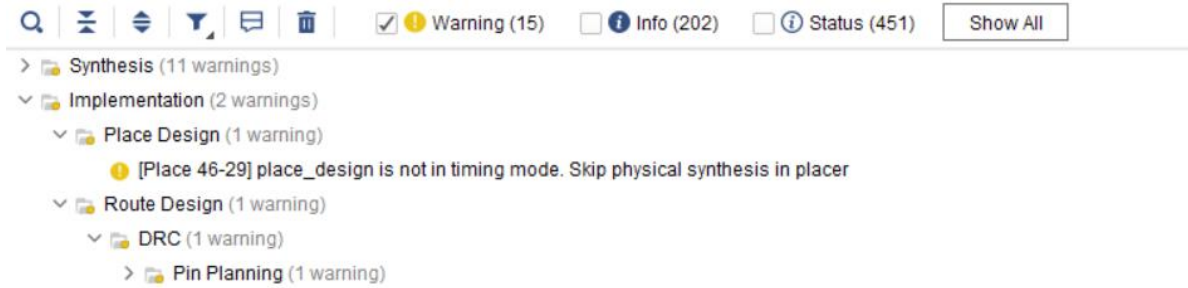 Warning (15) Info (202) Status (451) Show All
Synthesis (11 warnings)
Implementation (2 warnings)
Place Design (1 warning)
[Place 46-29] place_design is not in timing mode. Skip physical synthesis in placer
Route Design (1 warning)
DRC (1 warning)
Pin Planning (1 warning)